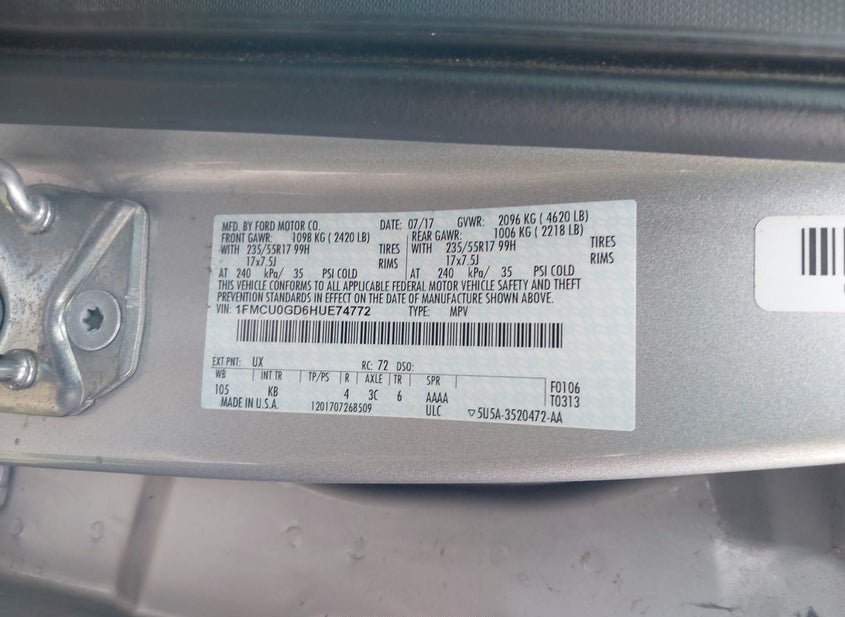 MFD. BY FORD MOTOR CO. DATE: 07/17 GVWR: 2096 KG ( 4620 LB)
FRONT GAWR: 1098 KG ( 2420 LB) REAR GAWR: 1006 KG ( 2218 LB)
WITH 235/55R17 99H TIRES WITH 235/55R17 99H TIRES
17x7.5J RIMS 17x7.5J RIMS
AT 240 kPa/ 35 PSI COLD AT 240 kPa/ 35 PSI COLD
THIS VEHICLE CONFORMS TO ALL APPLICABLE FEDERAL MOTOR VEHICLE SAFETY AND THEFT
PREVENTION STANDARDS IN EFFECT ON THE DATE OF MANUFACTURE SHOWN ABOVE.
VIN: 1FMCU0GD6HUE74772 TYPE: MPV
EXT PNT: UX RC: 72 DSO:
WB INT TR TP/PS R AXLE TR SPR F0106
105 KB 4 3C 6 AAAA T0313
MADE IN U.S.A. 1201707268509 ULC ▽5U5A-3520472-AA